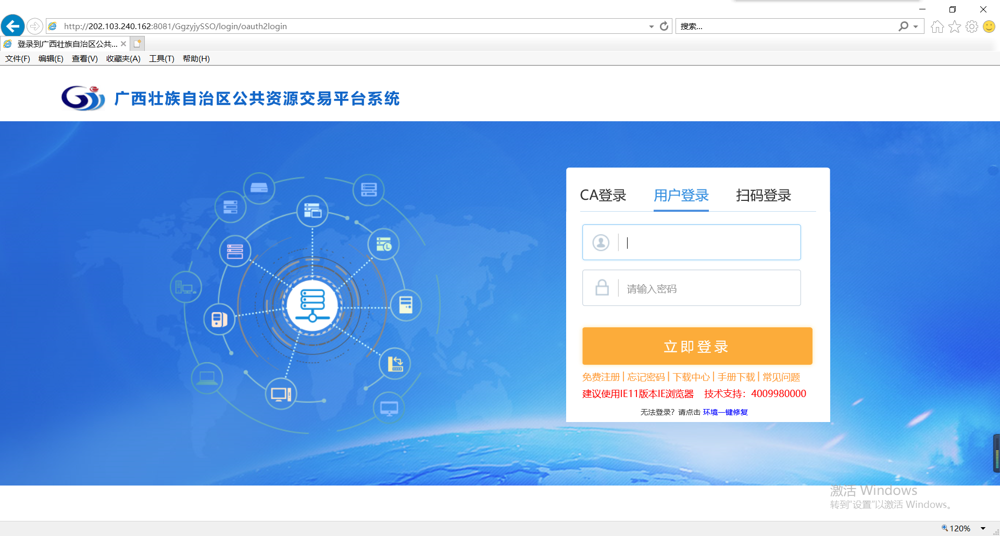 http://202.103.240.162:8081/GgzyjySSO/login/oauth2login
搜索...
登录到广西壮族自治区公共...
文件(F) 编辑(E) 查看(V) 收藏夹(A) 工具(T) 帮助(H)
广西壮族自治区公共资源交易平台系统
CA登录 用户登录 扫码登录
请输入密码
立即登录
免费注册 | 忘记密码 | 下载中心 | 手册下载 | 常见问题
建议使用IE11版本IE浏览器 技术支持：4009980000
无法登录？请点击 环境一键修复
激活 Windows
转到“设置”以激活 Windows。
120%